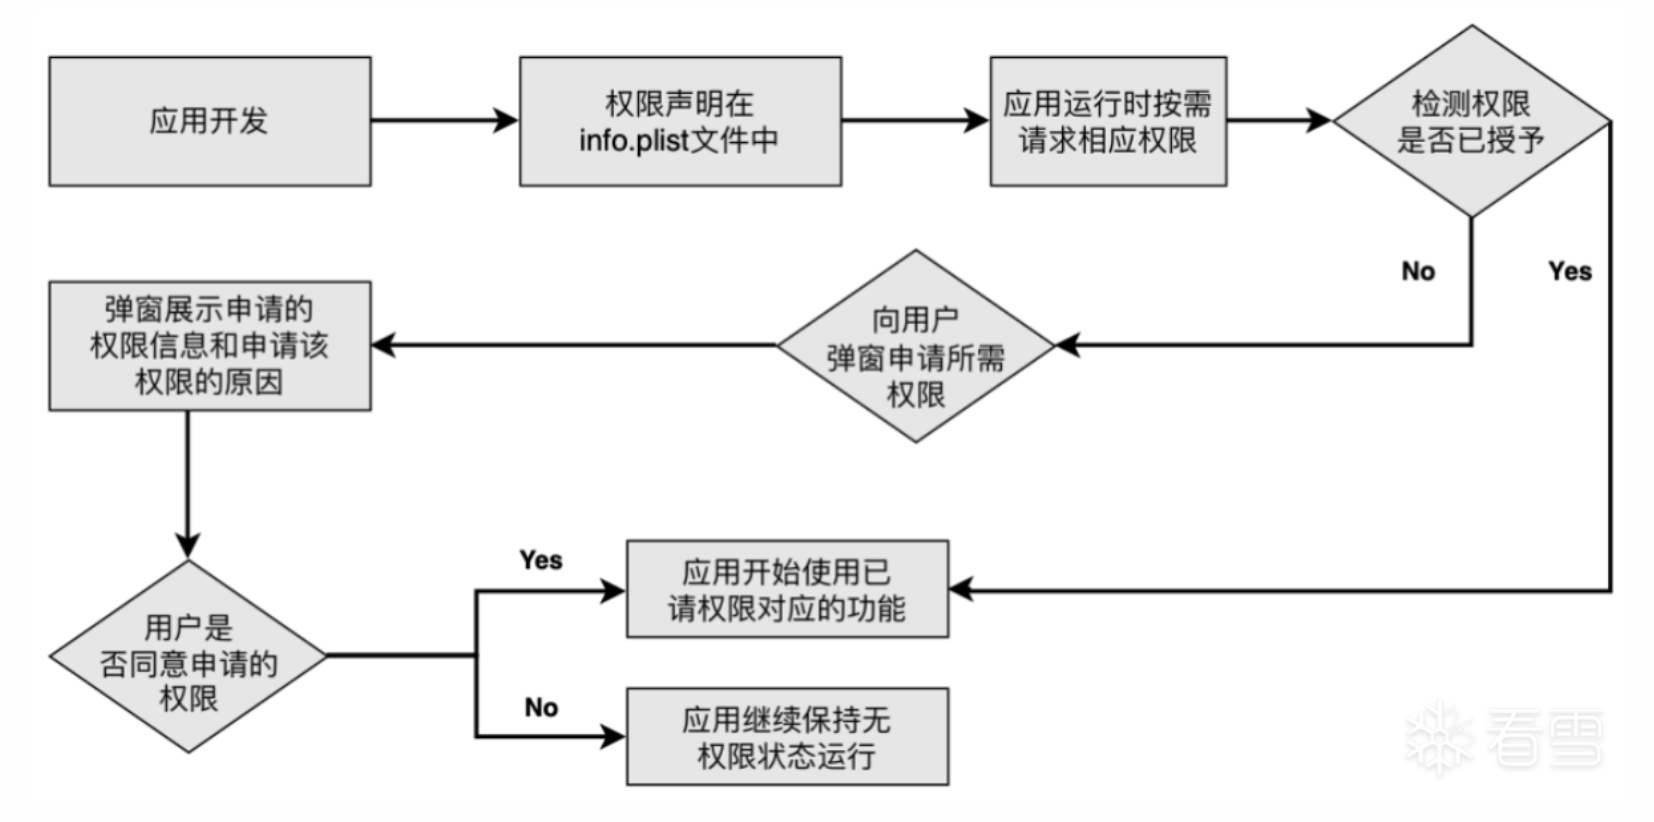 应用开发
权限声明在
info.plist文件中
应用运行时按需
请求相应权限
检测权限
是否已授予
No
Yes
弹窗展示申请的
权限信息和申请该
权限的原因
向用户
弹窗申请所需
权限
用户是
否同意申请的
权限
Yes
应用开始使用已
请权限对应的功能
No
应用继续保持无
权限状态运行
看雪